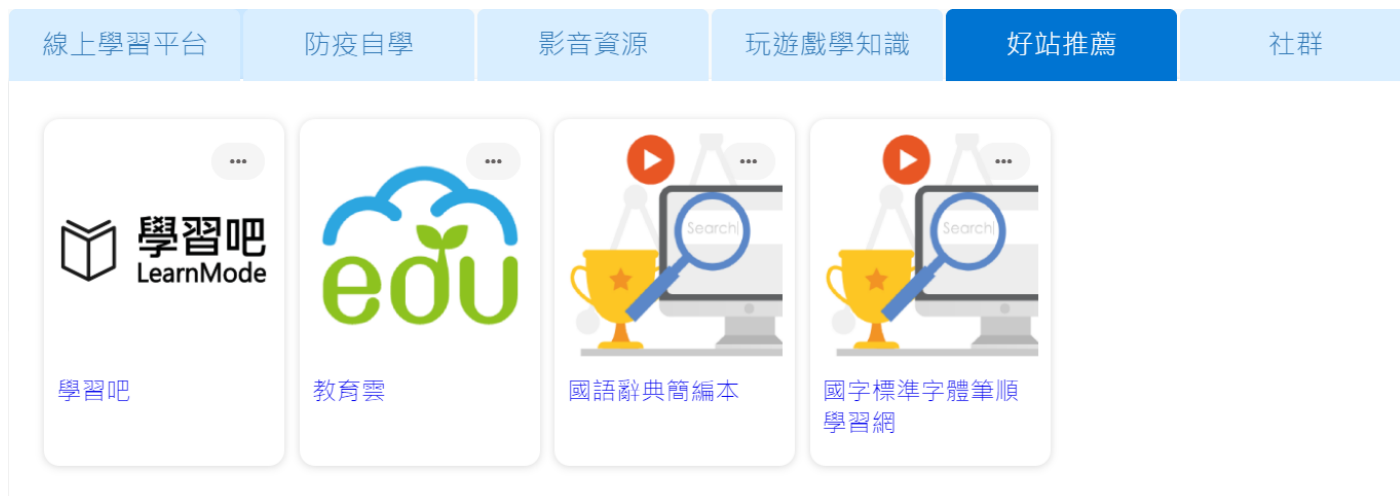 線上學習平台
防疫自學
影音資源
玩遊戲學知識
好站推薦
社群
學習吧
LearnMode
edu
Search
Search
學習吧
教育雲
國語辭典簡編本
國字標準字體筆順
學習網